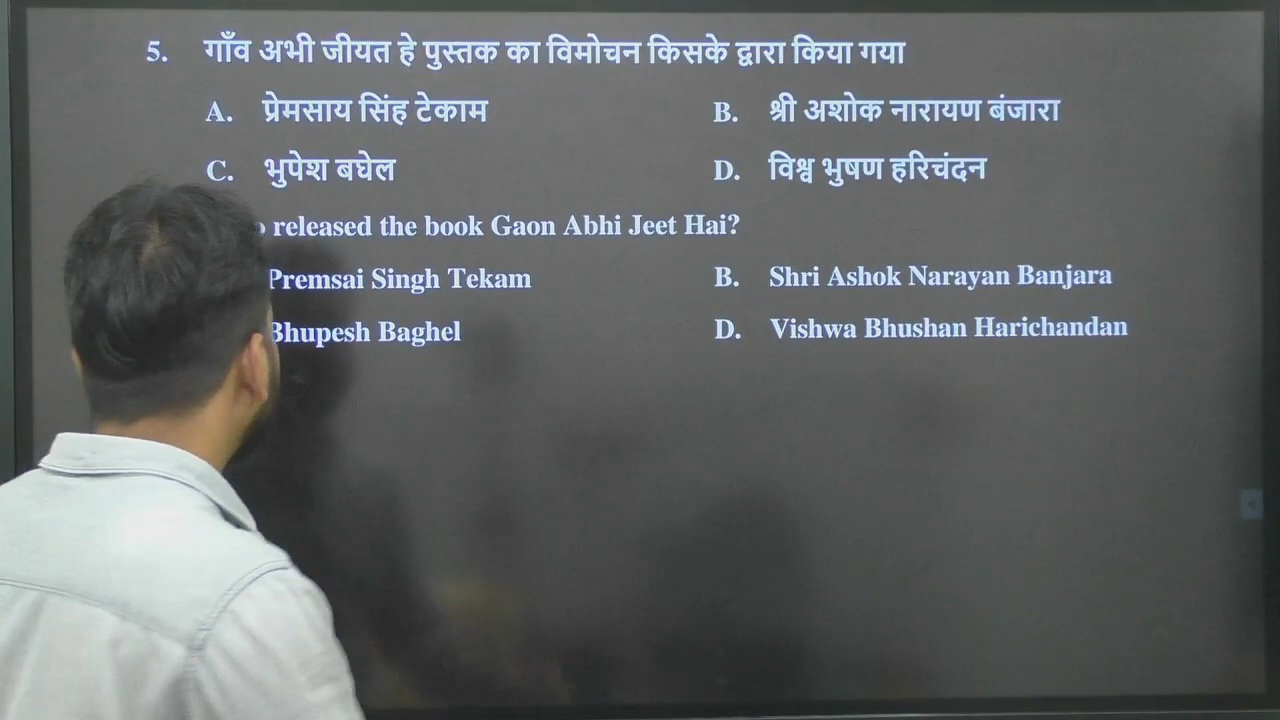 5. गाँव अभी जीयत हे पुस्तक का विमोचन किसके द्वारा किया गया
A. प्रेमसाय सिंह टेकाम B. श्री अशोक नारायण बंजारा
C. भुपेश बघेल D. विश्व भुषण हरिचंदन
released the book Gaon Abhi Jeet Hai?
Premsai Singh Tekam B. Shri Ashok Narayan Banjara
Bhupesh Baghel D. Vishwa Bhushan Harichandan